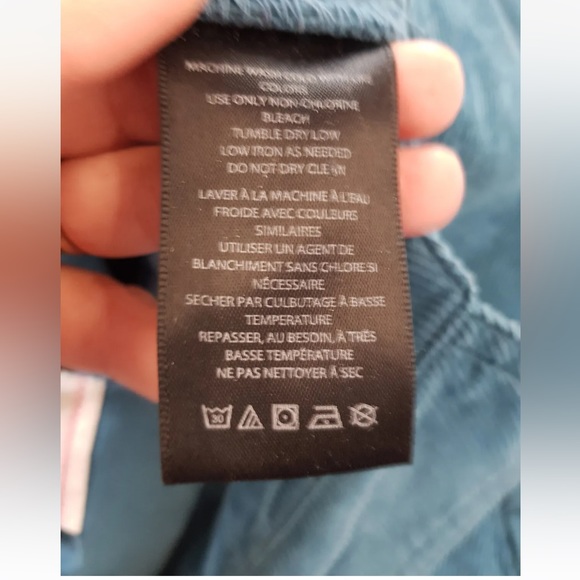 MACHINE WASH COLD WITH LIKE
COLORS
USE ONLY NON-CHLORINE
BLEACH
TUMBLE DRY LOW
LOW IRON AS NEEDED
DO NOT DRY CLEAN
LAVER À LA MACHINE À L'EAU
FROIDE AVEC COULEURS
SIMILAIRES
UTILISER UN AGENT DE
BLANCHIMENT SANS CHLORE SI
NÉCESSAIRE
SECHER PAR CULBUTAGE À BASSE
TEMPERATURE
REPASSER, AU BESOIN, À TRÈS
BASSE TEMPÉRATURE
NE PAS NETTOYER À SEC
30